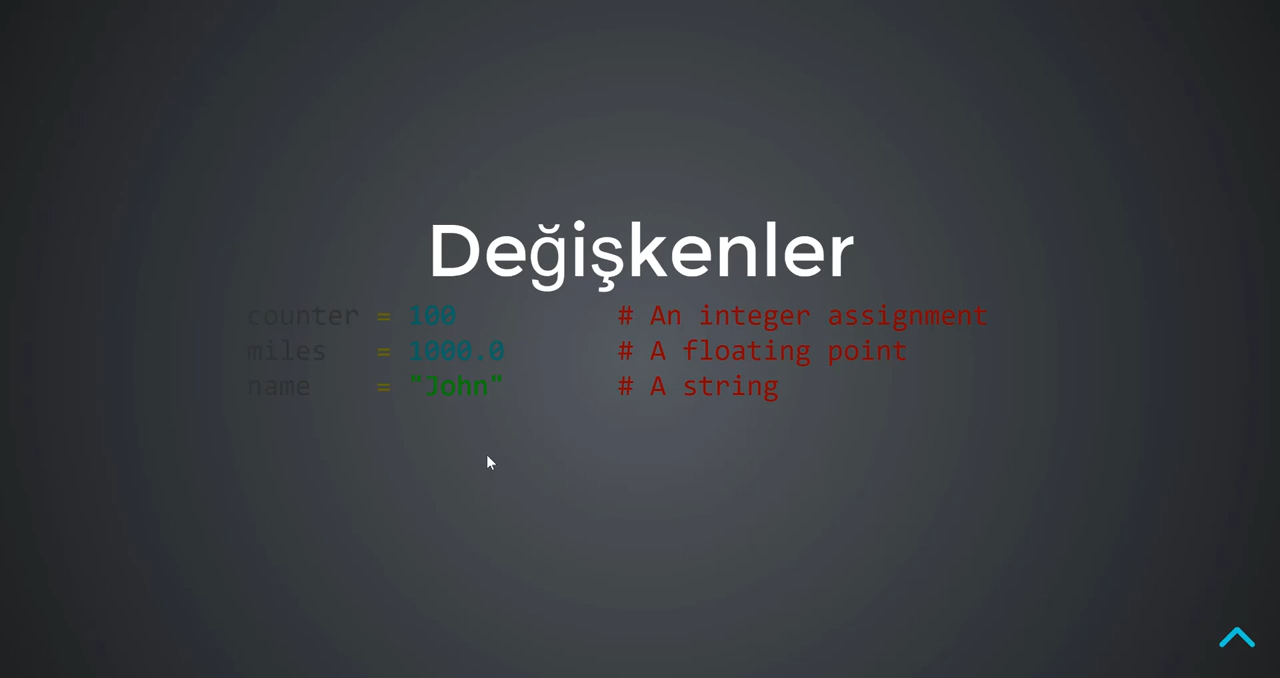 Değişkenler
counter = 100          # An integer assignment
miles   = 1000.0       # A floating point
name    = "John"       # A string